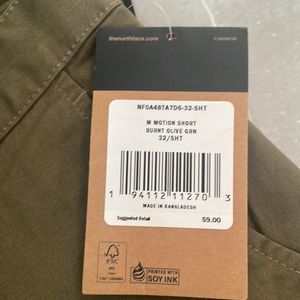 thenorthface.com
NF0A48TA7D6-32-SHT
M MOTION SHORT
BURNT OLIVE GRN
32/SHT
1 94112 11270 3
MADE IN BANGLADESH
Suggested Retail 59.00
FSC
PRINTED WITH
SOY INK